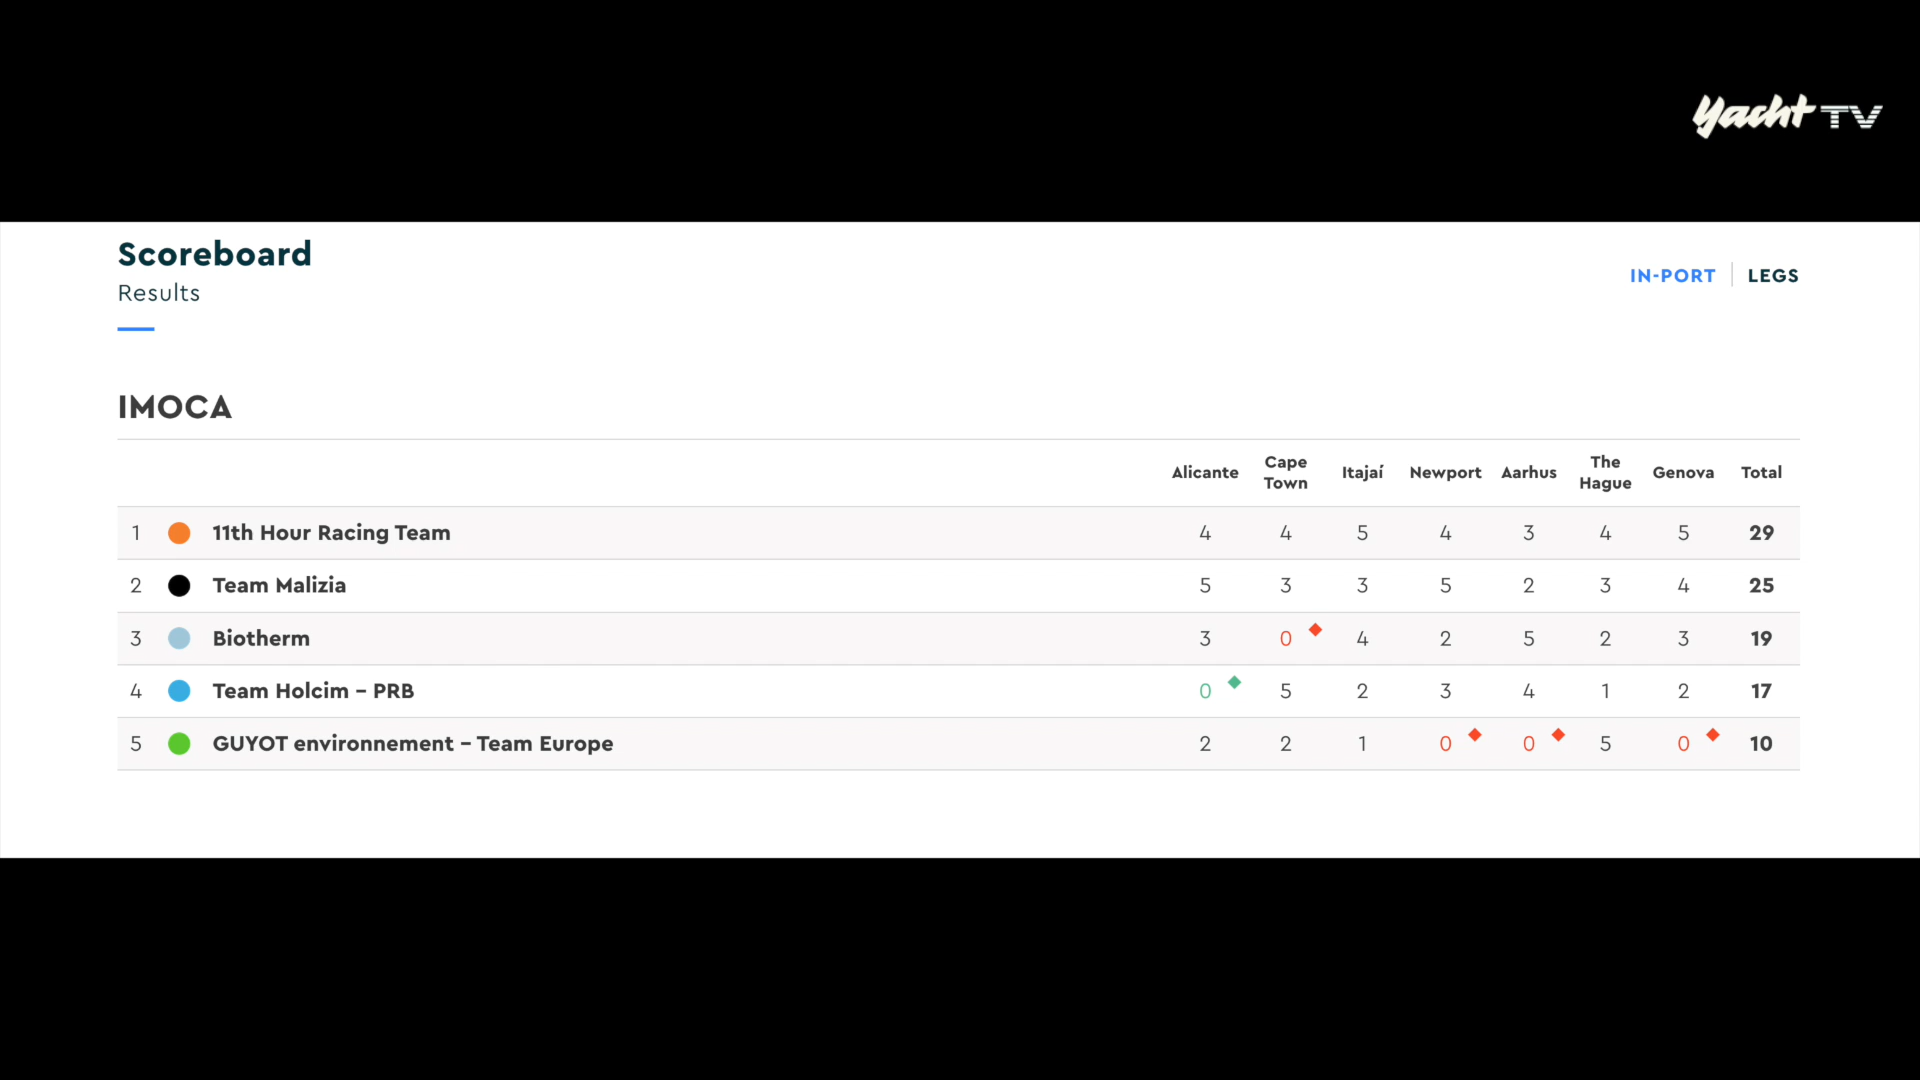 Yacht TV
Scoreboard
Results
IN-PORT LEGS
IMOCA
Alicante Cape Town Itajaí Newport Aarhus The Hague Genova Total
1 11th Hour Racing Team 4 4 5 4 3 4 5 29
2 Team Malizia 5 3 3 5 2 3 4 25
3 Biotherm 3 0 4 2 5 2 3 19
4 Team Holcim – PRB 0 5 2 3 4 1 2 17
5 GUYOT environnement – Team Europe 2 2 1 0 0 5 0 10